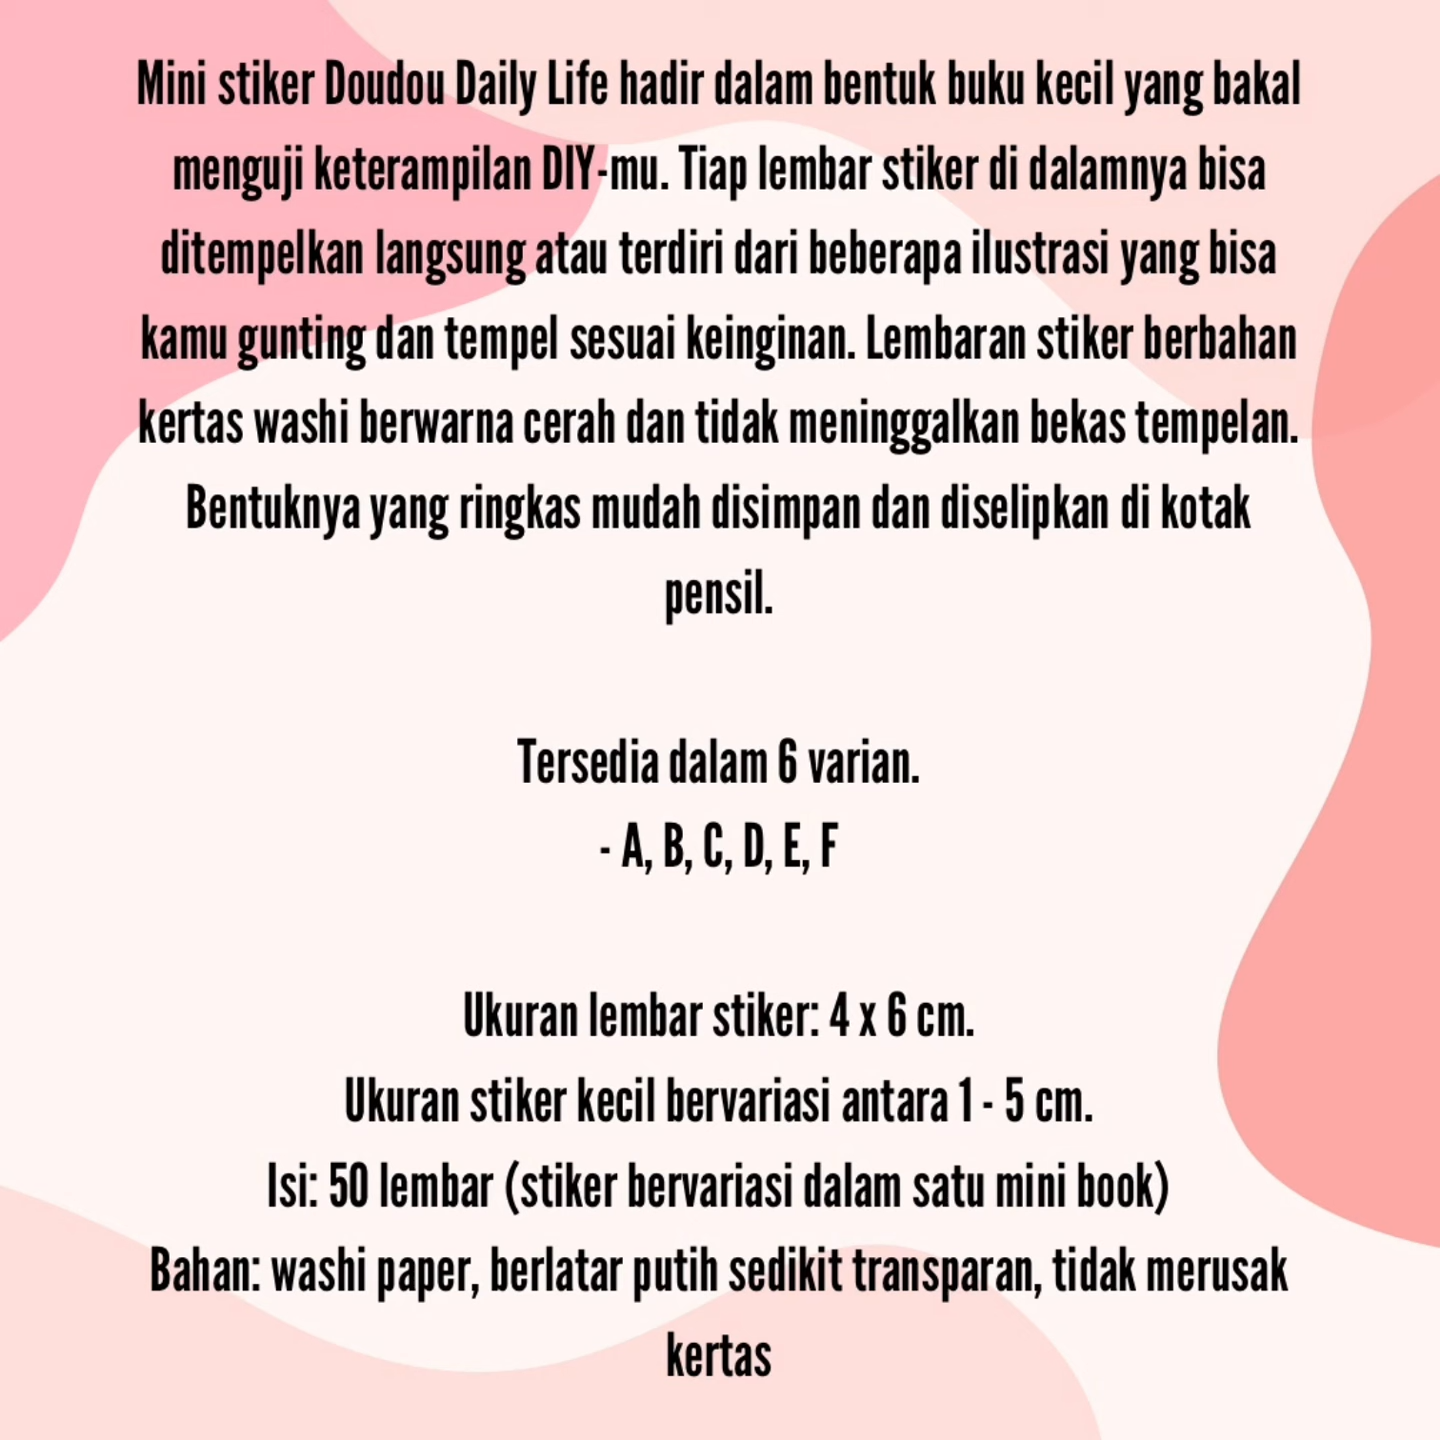 Mini stiker Doudou Daily Life hadir dalam bentuk buku kecil yang bakal
menguji keterampilan DIY-mu. Tiap lembar stiker di dalamnya bisa
ditempelkan langsung atau terdiri dari beberapa ilustrasi yang bisa
kamu gunting dan tempel sesuai keinginan. Lembaran stiker berbahan
kertas washi berwarna cerah dan tidak meninggalkan bekas tempelan.
Bentuknya yang ringkas mudah disimpan dan diselipkan di kotak
pensil.
Tersedia dalam 6 varian.
- A, B, C, D, E, F
Ukuran lembar stiker: 4 x 6 cm.
Ukuran stiker kecil bervariasi antara 1 - 5 cm.
Isi: 50 lembar (stiker bervariasi dalam satu mini book)
Bahan: washi paper, berlatar putih sedikit transparan, tidak merusak
kertas